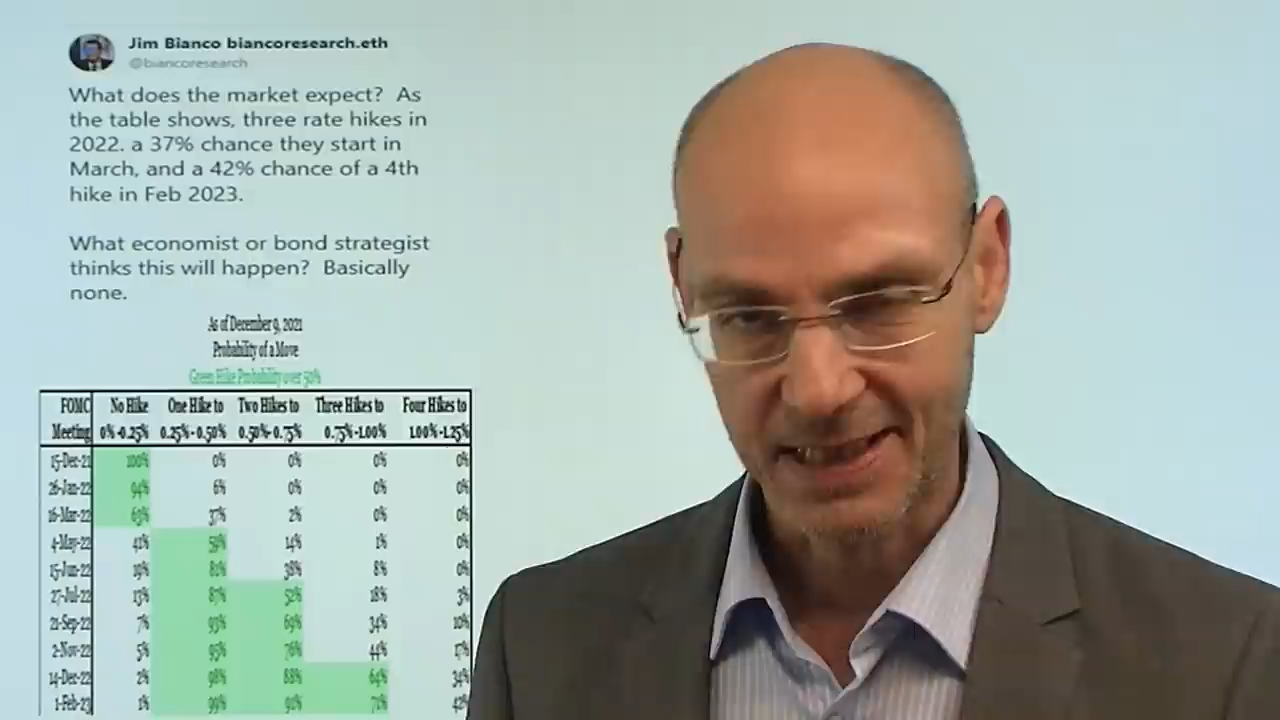 Jim Bianco biancoresearch.eth
@biancoresearch
What does the market expect? As
the table shows, three rate hikes in
2022. a 37% chance they start in
March, and a 42% chance of a 4th
hike in Feb 2023.
What economist or bond strategist
thinks this will happen? Basically
none.
As of December 9, 2021
Probability of a Move
Green Hike Probability over 50%
FOMC No Hike One Hike to Two Hikes to Three Hikes to Four Hikes to
Meeting 0% -0.25% 0.25% - 0.50% 0.50% - 0.75% 0.75% -1.00% 1.00% -1.25%
15-Dec-21 100% 0% 0% 0% 0%
26-Jan-22 94% 6% 0% 0% 0%
16-Mar-22 63% 37% 2% 0% 0%
4-May-22 41% 59% 14% 1% 0%
15-Jun-22 19% 81% 38% 8% 0%
27-Jul-22 13% 87% 52% 18% 3%
21-Sep-22 7% 93% 69% 34% 10%
2-Nov-22 5% 95% 76% 44% 17%
14-Dec-22 2% 98% 88% 64% 34%
1-Feb-23 1% 99% 91% 71% 42%